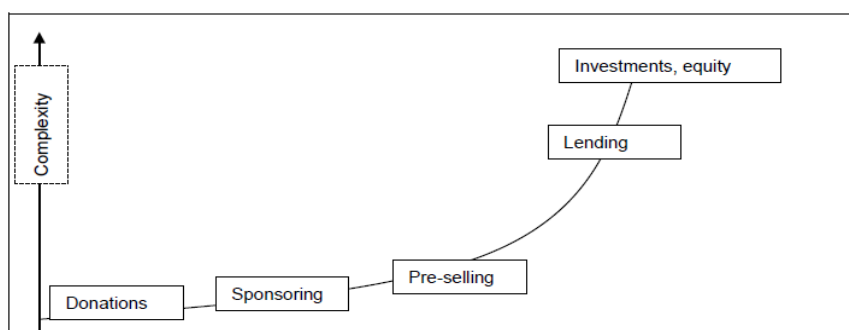 Investments, equity
Complexity
Lending
Pre-selling
Sponsoring
Donations